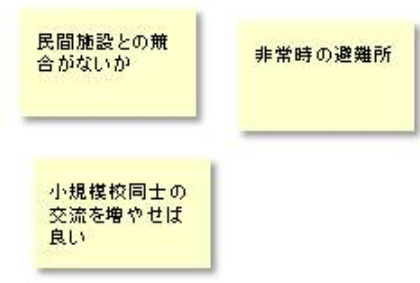 民間施設との競
合がないか
非常時の避難所
小規模校同士の
交流を増やせば
良い